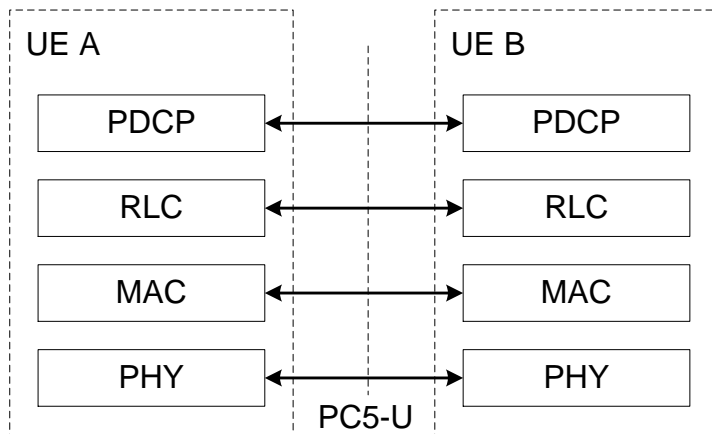 UE A UE B
PDCP PDCP
RLC RLC
MAC MAC
PHY PHY
PC5-U